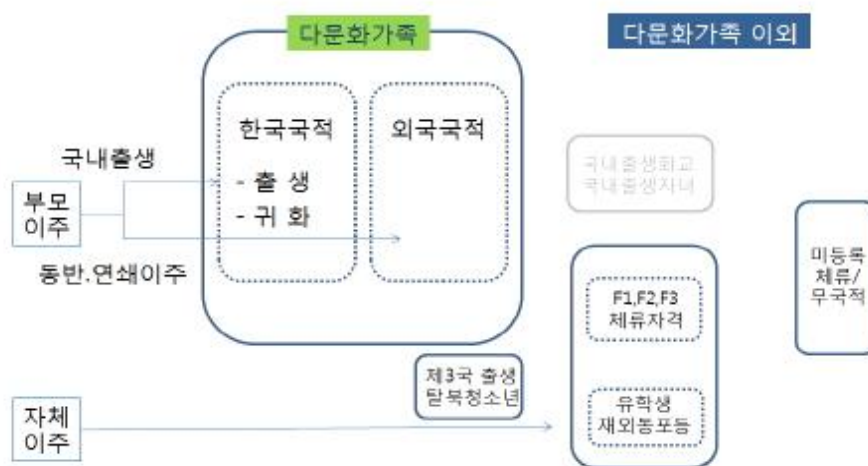 다문화가족
다문화가족 이외
한국국적
- 출 생
- 귀 화
외국국적
국내출생
부모
이주
동반.연쇄이주
국내출생화교
국내출생자녀
미등록
체류/
무국적
F1,F2,F3
체류자격
제3국 출생
탈북청소년
유학생
재외동포등
자체
이주